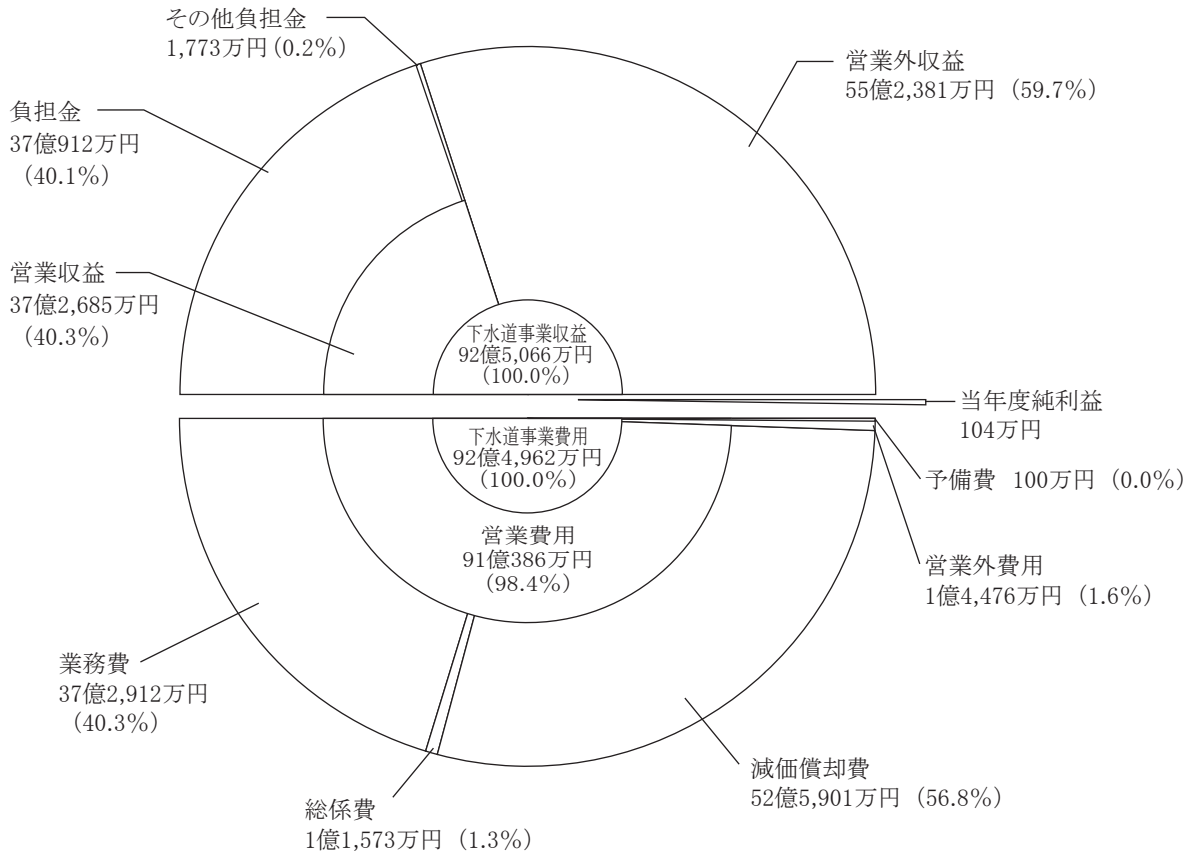 その他負担金
1,773万円(0.2%)
営業外収益
55億2,381万円（59.7%）
負担金
37億912万円
（40.1%）
営業収益
37億2,685万円
（40.3%）
下水道事業収益
92億5,066万円
（100.0%）
当年度純利益
104万円
下水道事業費用
92億4,962万円
（100.0%）
予備費 100万円（0.0%）
営業費用
91億386万円
（98.4%）
営業外費用
1億4,476万円（1.6%）
業務費
37億2,912万円
（40.3%）
減価償却費
52億5,901万円（56.8%）
総係費
1億1,573万円（1.3%）